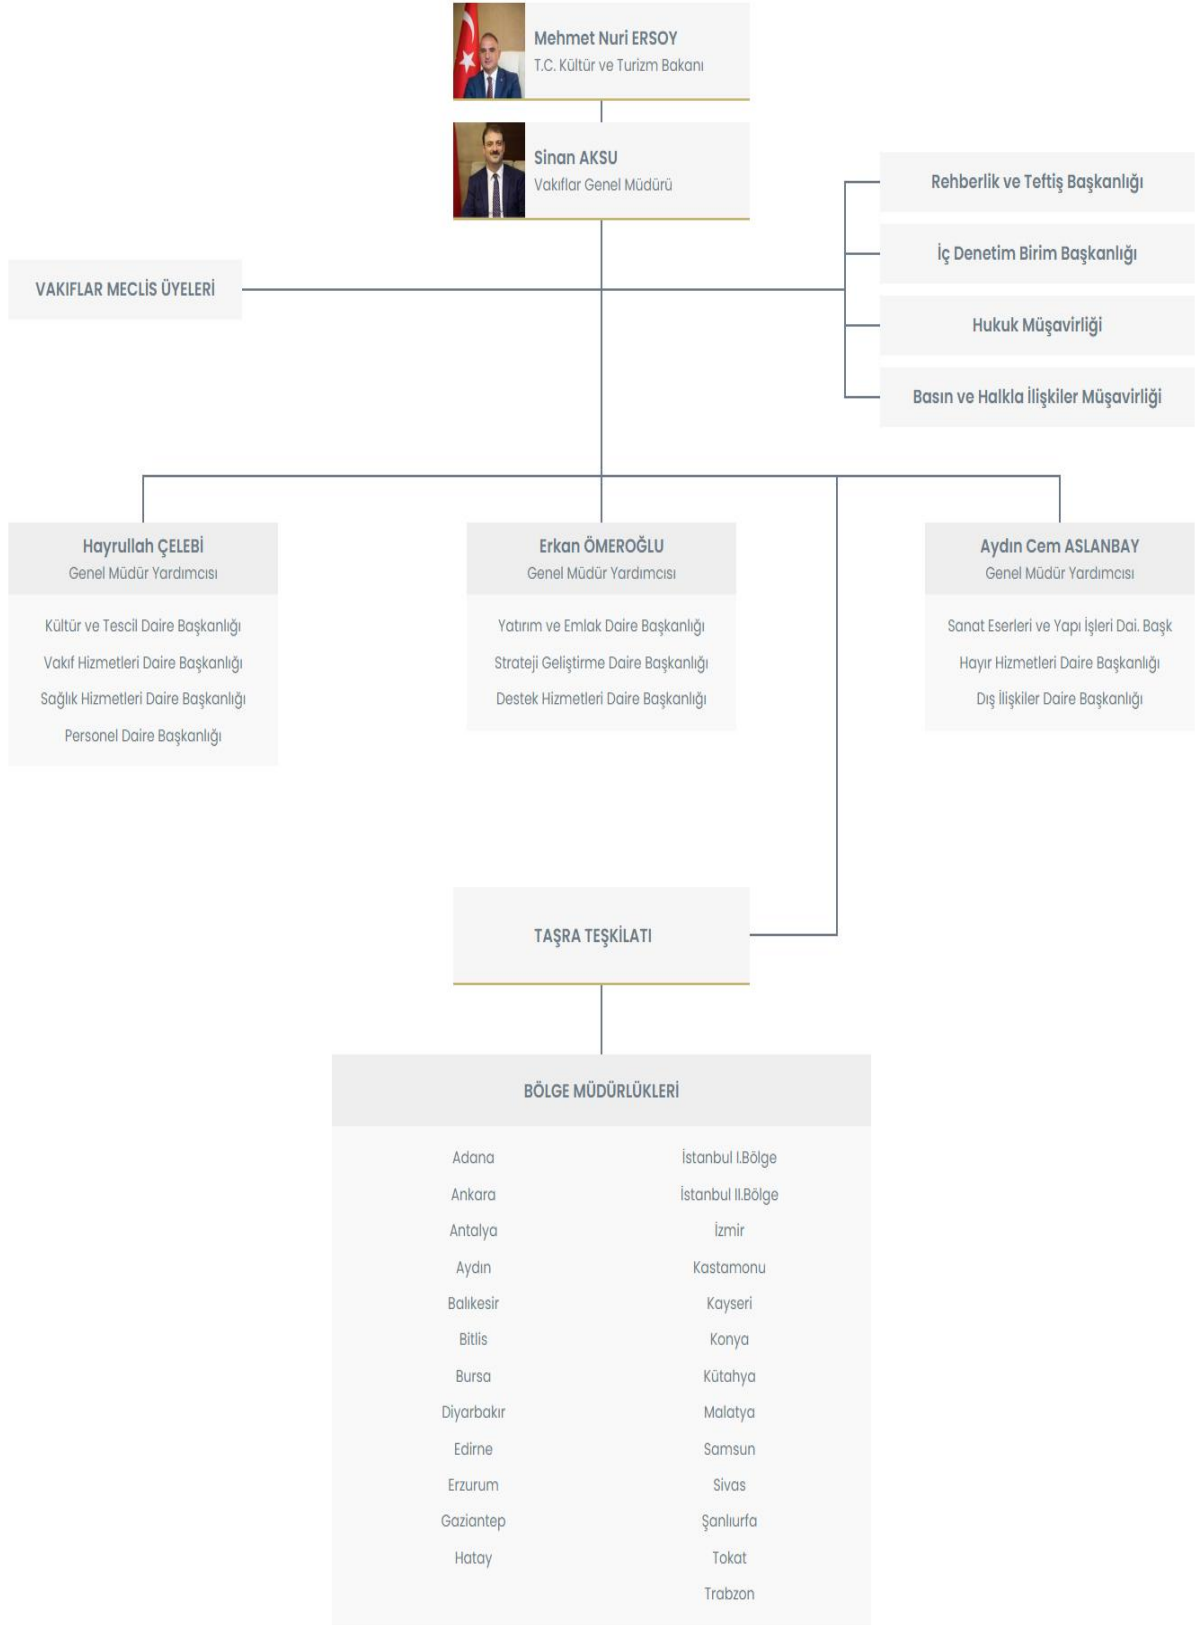 Mehmet Nuri ERSOY
T.C. Kültür ve Turizm Bakanı
Sinan AKSU
Vakıflar Genel Müdürü
Rehberlik ve Teftiş Başkanlığı
İç Denetim Birim Başkanlığı
VAKIFLAR MECLİS ÜYELERİ
Hukuk Müşavirliği
Basın ve Halkla İlişkiler Müşavirliği
Hayrullah ÇELEBİ
Genel Müdür Yardımcısı
Kültür ve Tescil Daire Başkanlığı
Vakıf Hizmetleri Daire Başkanlığı
Sağlık Hizmetleri Daire Başkanlığı
Personel Daire Başkanlığı
Erkan ÖMEROĞLU
Genel Müdür Yardımcısı
Yatırım ve Emlak Daire Başkanlığı
Strateji Geliştirme Daire Başkanlığı
Destek Hizmetleri Daire Başkanlığı
Aydın Cem ASLANBAY
Genel Müdür Yardımcısı
Sanat Eserleri ve Yapı İşleri Dai. Başk
Hayır Hizmetleri Daire Başkanlığı
Dış İlişkiler Daire Başkanlığı
TAŞRA TEŞKİLATI
BÖLGE MÜDÜRLÜKLERİ
Adana
Ankara
Antalya
Aydın
Balıkesir
Bitlis
Bursa
Diyarbakır
Edirne
Erzurum
Gaziantep
Hatay
İstanbul I.Bölge
İstanbul II.Bölge
İzmir
Kastamonu
Kayseri
Konya
Kütahya
Malatya
Samsun
Sivas
Şanlıurfa
Tokat
Trabzon